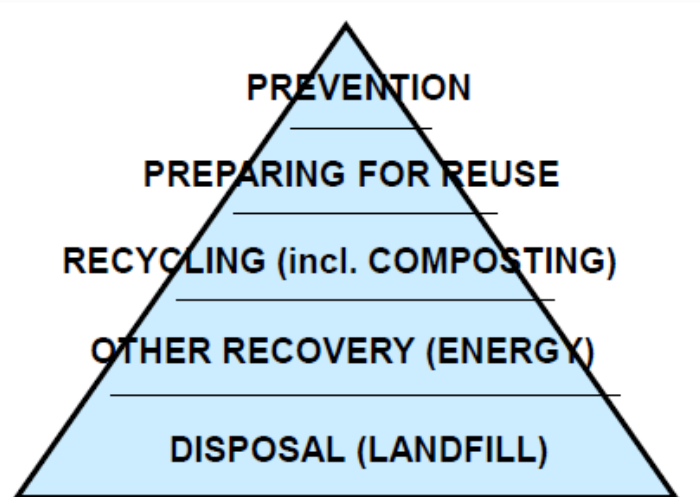 PREVENTION
PREPARING FOR REUSE
RECYCLING (incl. COMPOSTING)
OTHER RECOVERY (ENERGY)
DISPOSAL (LANDFILL)